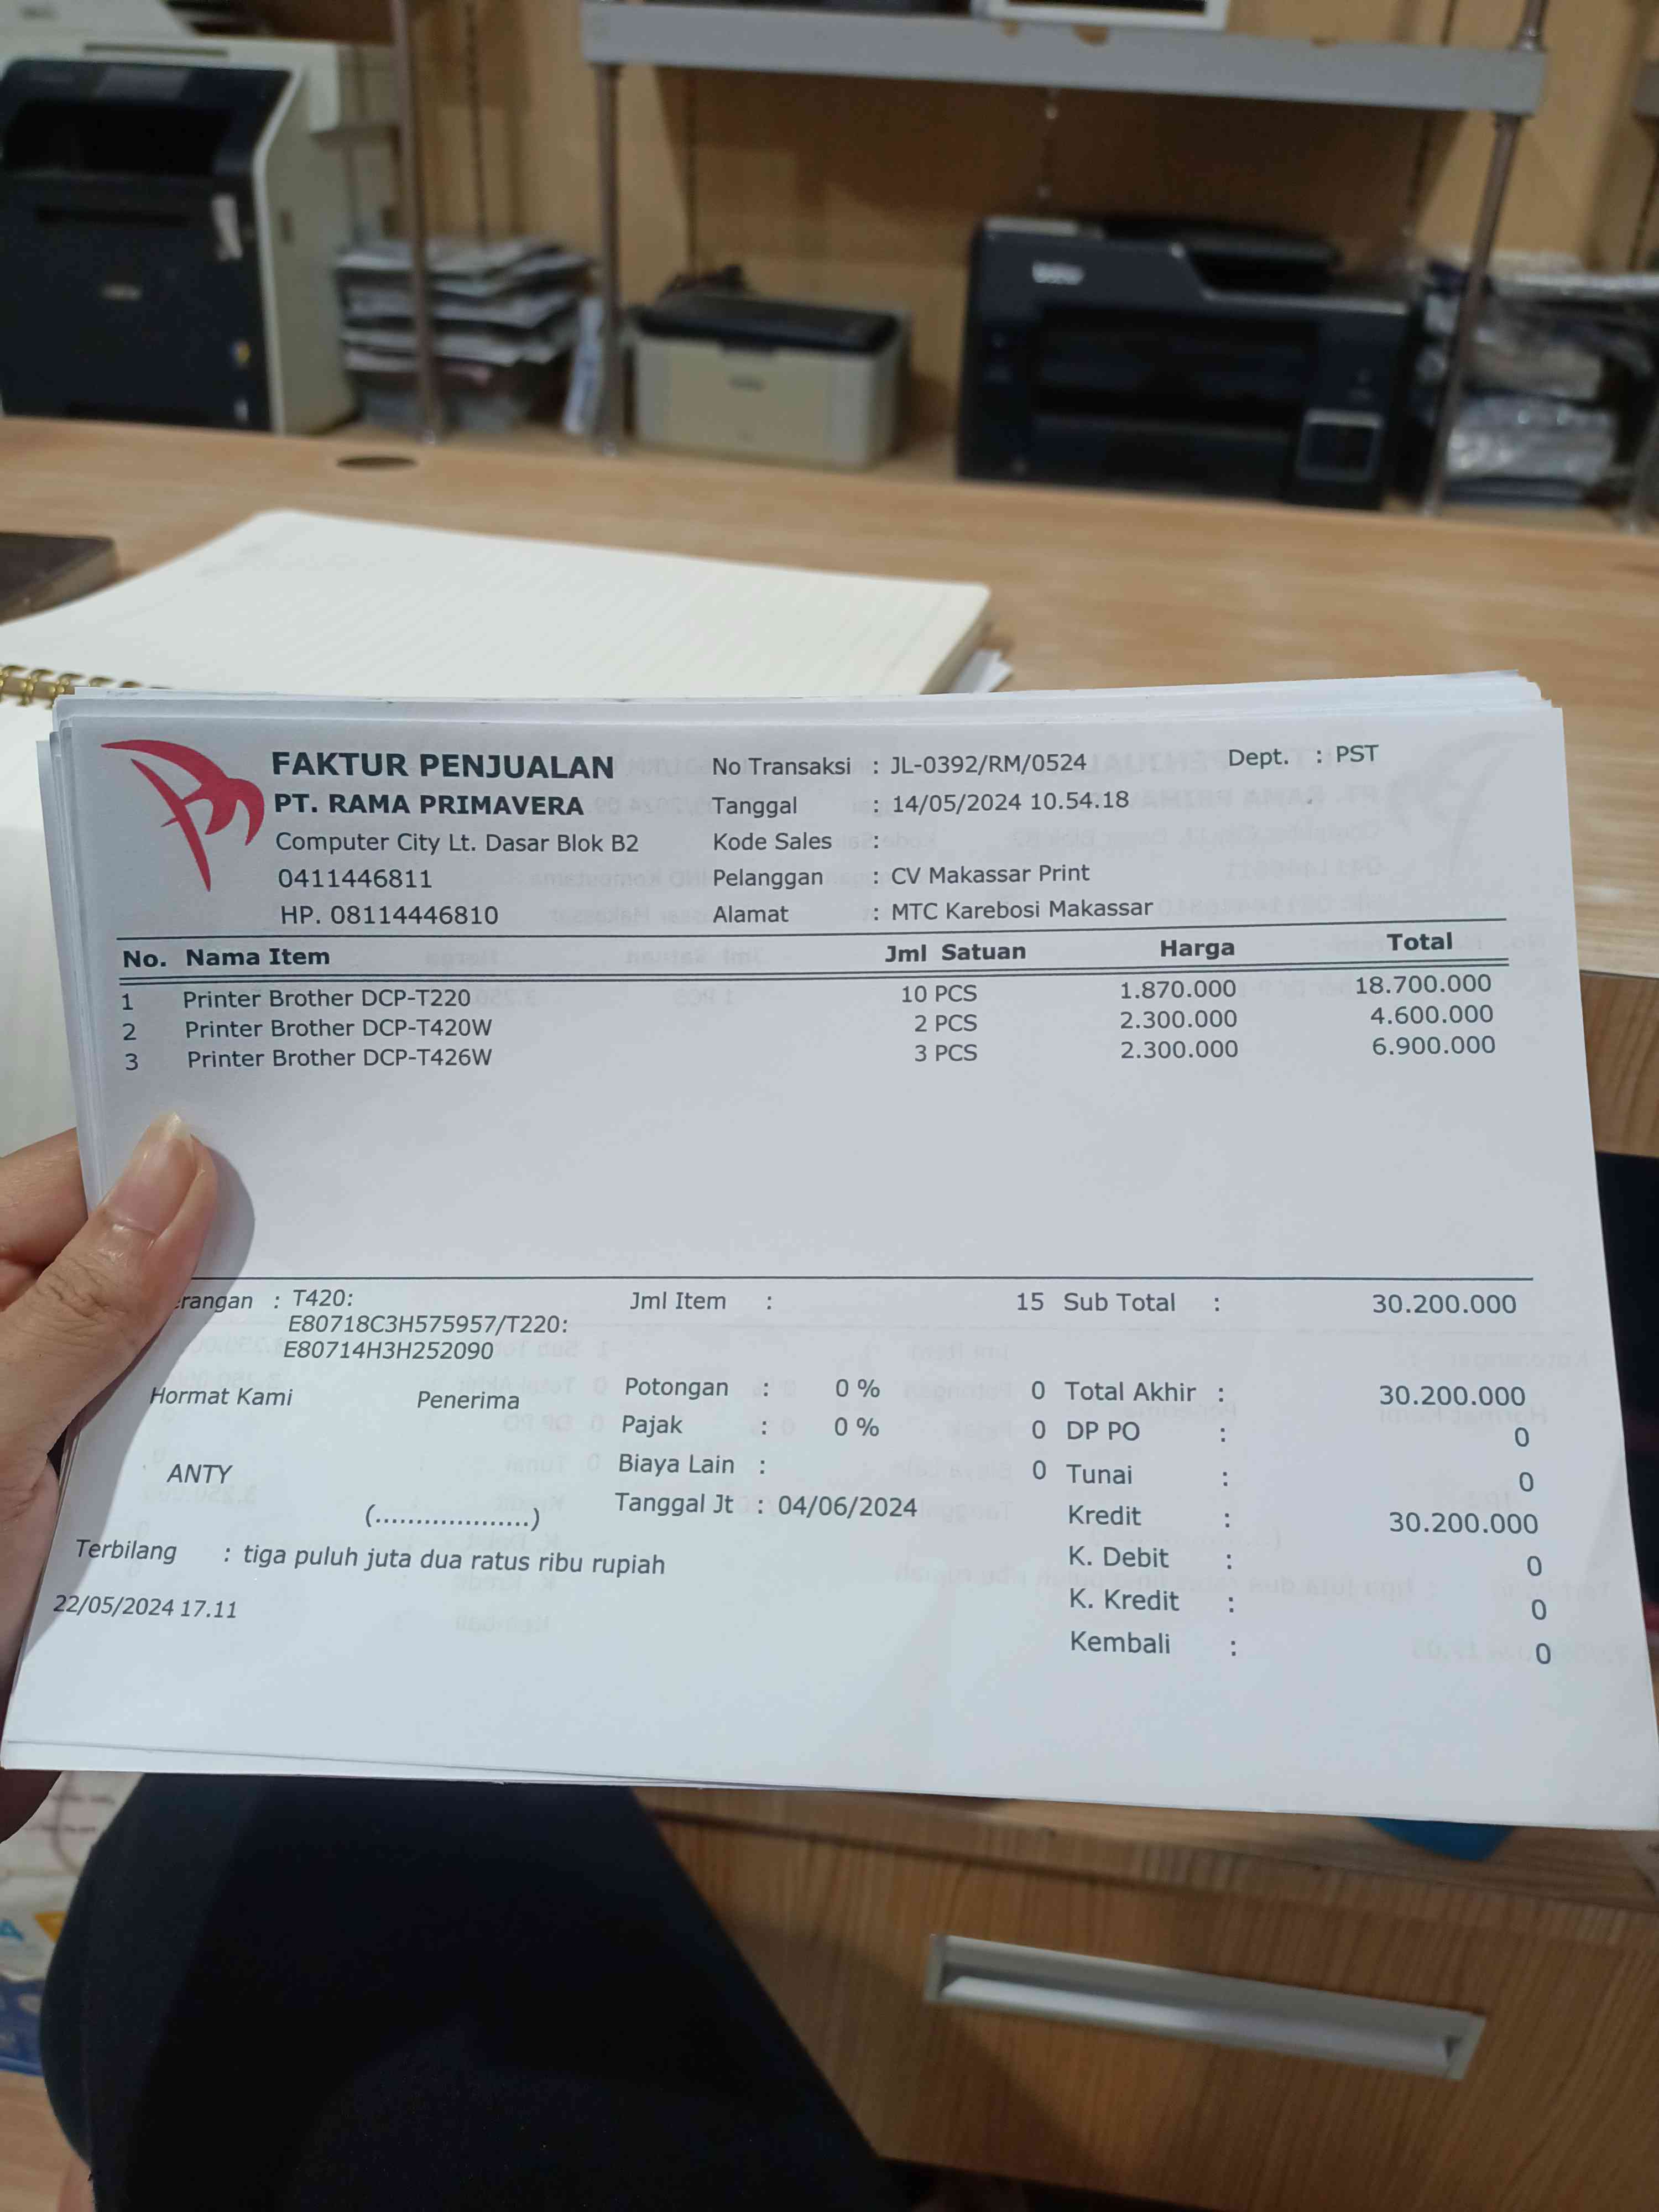 FAKTUR PENJUALAN
PT. RAMA PRIMAVERA
Computer City Lt. Dasar Blok B2
0411446811
HP. 08114446810
No Transaksi : JL-0392/RM/0524
Tanggal : 14/05/2024 10.54.18
Kode Sales :
Pelanggan : CV Makassar Print
Alamat : MTC Karebosi Makassar
Dept. : PST
No. Nama Item Jml Satuan Harga Total
1 Printer Brother DCP-T220 10 PCS 1.870.000 18.700.000
2 Printer Brother DCP-T420W 2 PCS 2.300.000 4.600.000
3 Printer Brother DCP-T426W 3 PCS 2.300.000 6.900.000
erangan : T420:
E80718C3H575957/T220:
E80714H3H252090
Jml Item : 15 Sub Total : 30.200.000
Hormat Kami Penerima
ANTY
(...................)
Potongan : 0 % 0 Total Akhir : 30.200.000
Pajak : 0 % 0 DP PO : 0
Biaya Lain : 0 Tunai : 0
Tanggal Jt : 04/06/2024 Kredit : 30.200.000
K. Debit : 0
K. Kredit : 0
Kembali : 0
Terbilang : tiga puluh juta dua ratus ribu rupiah
22/05/2024 17.11